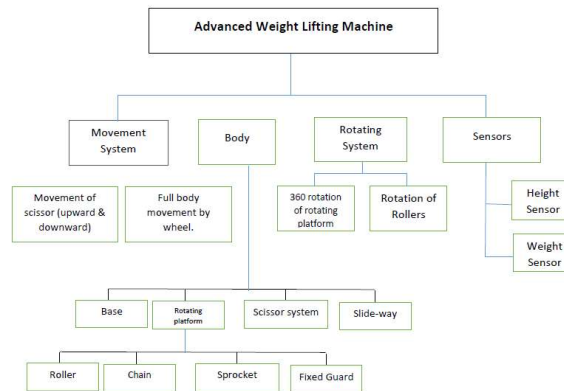 Advanced Weight Lifting Machine
Movement
System
Body
Rotating
System
Sensors
Movement of
scissor (upward &
downward)
Full body
movement by
wheel.
360 rotation
of rotating
platform
Rotation of
Rollers
Height
Sensor
Weight
Sensor
Base
Rotating
platform
Scissor system
Slide-way
Roller
Chain
Sprocket
Fixed Guard